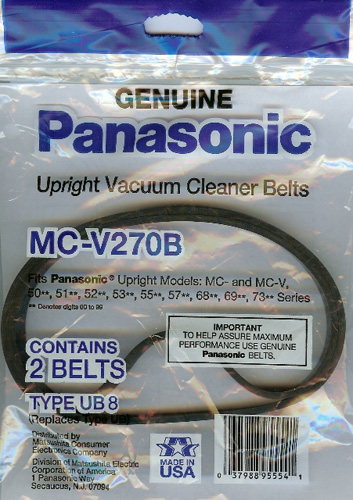 GENUINE
Panasonic
Upright Vacuum Cleaner Belts
MC-V270B
Fits Panasonic® Upright Models: MC- and MC-V,
50**, 51**, 52**, 53**, 55**, 57**, 68**, 69**, 73** Series
** Denotes digits 00 to 99
IMPORTANT
TO HELP ASSURE MAXIMUM
PERFORMANCE USE GENUINE
Panasonic BELTS.
CONTAINS
2 BELTS
TYPE UB 8
(Replaces Type UB)
Distributed by
Matsushita Consumer
Electronics Company
Division of Matsushita Electric
Corporation of America
1 Panasonic Way
Secaucus, N.J. 07094
MADE IN
USA
0 37988 95554 1